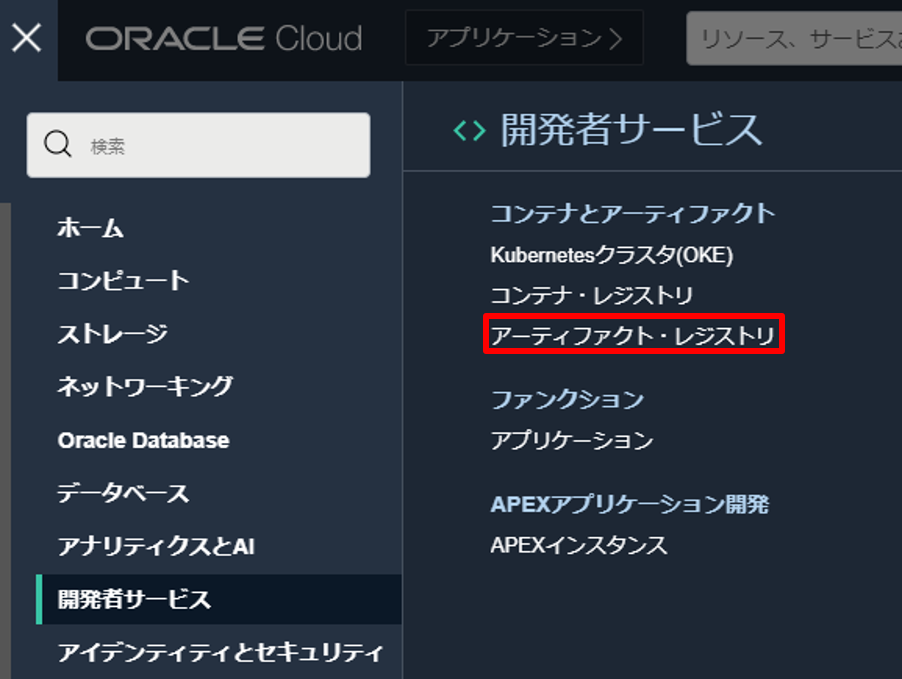 ORACLE Cloud
アプリケーション
リソース、サービス
検索
ホーム
コンピュート
ストレージ
ネットワーキング
Oracle Database
データベース
アナリティクスとAI
開発者サービス
アイデンティティとセキュリティ
開発者サービス
コンテナとアーティファクト
Kubernetesクラスタ(OKE)
コンテナ・レジストリ
アーティファクト・レジストリ
ファンクション
アプリケーション
APEXアプリケーション開発
APEXインスタンス